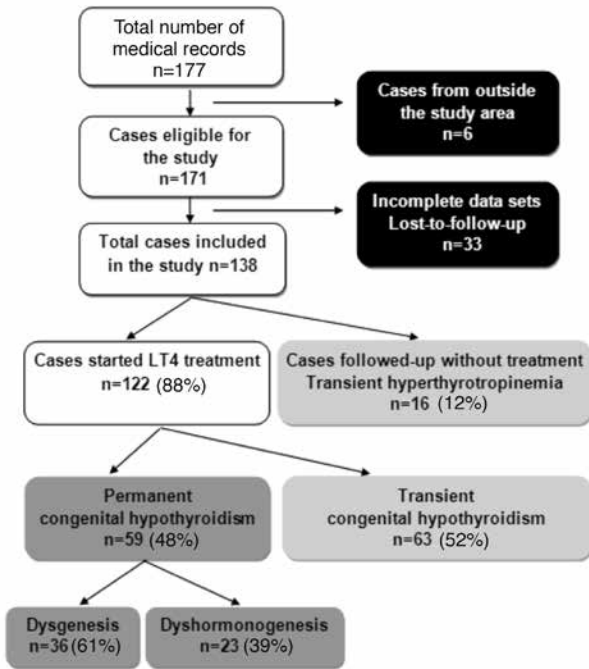 Total number of
medical records
n=177
Cases from outside
the study area
n=6
Cases eligible for
the study
n=171
Incomplete data sets
Lost-to-follow-up
n=33
Total cases included
in the study n=138
Cases started LT4 treatment
n=122 (88%)
Cases followed-up without treatment
Transient hyperthyrotropinemia
n=16 (12%)
Permanent
congenital hypothyroidism
n=59 (48%)
Transient
congenital hypothyroidism
n=63 (52%)
Dysgenesis
n=36 (61%)
Dyshormonogenesis
n=23 (39%)